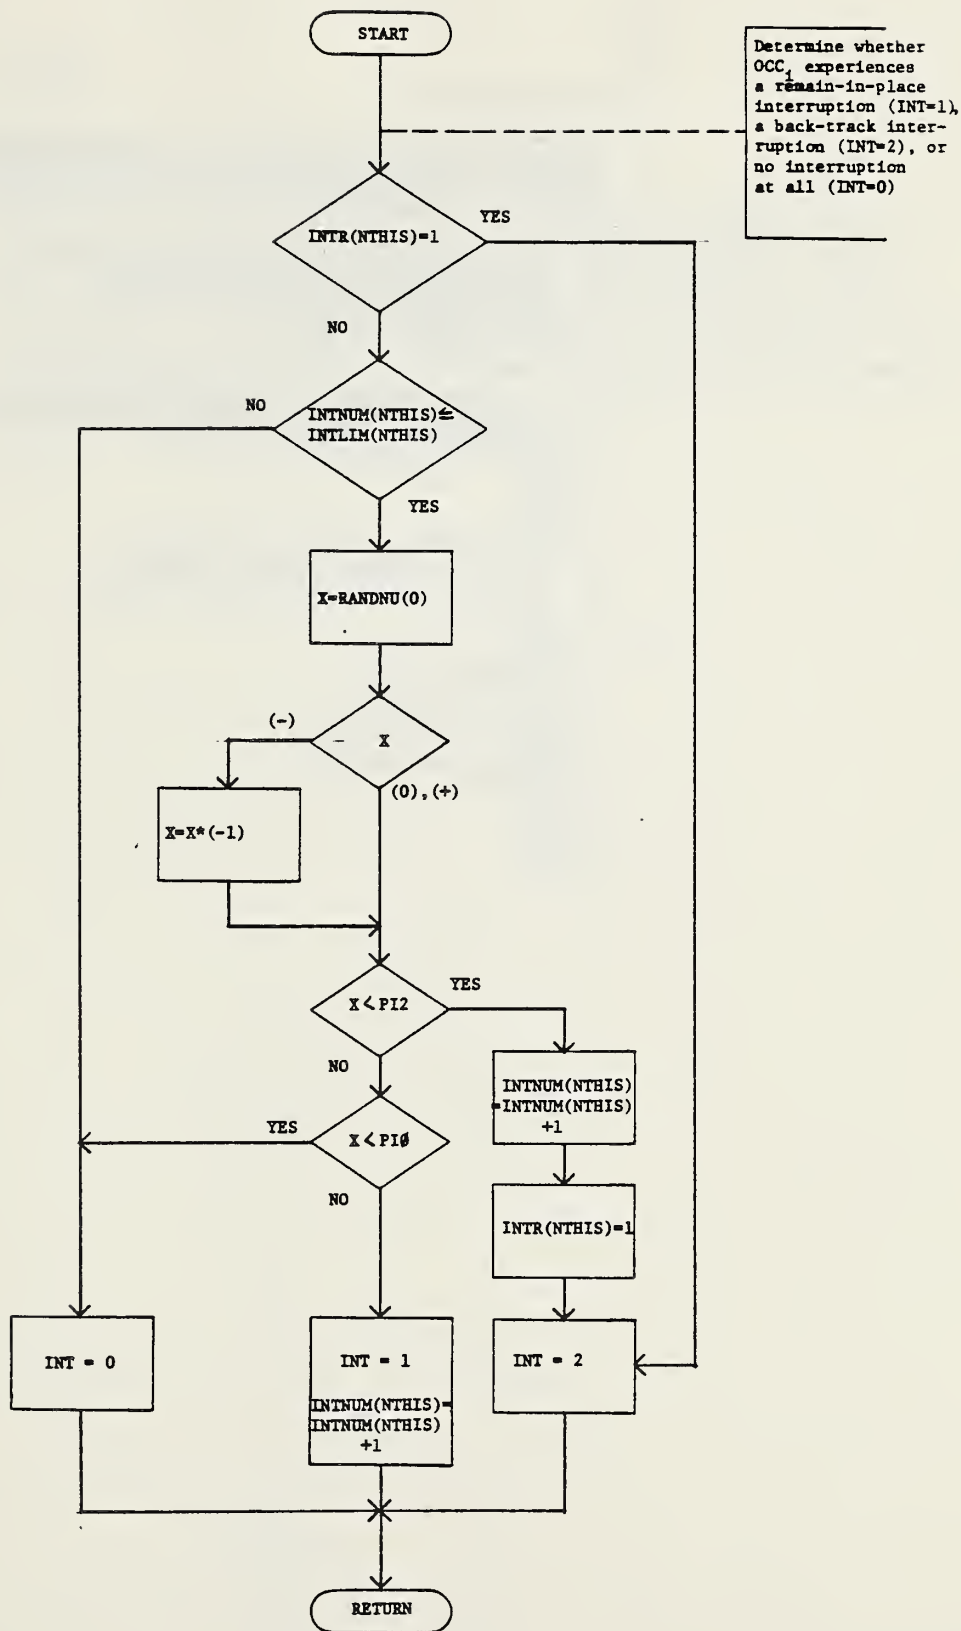 START
Determine whether
OCCi experiences
a remain-in-place
interruption (INT=1),
a back-track inter-
ruption (INT=2), or
no interruption
at all (INT=0)
INTR(NTHIS)=1
YES
NO
INTNUM(NTHIS)≤
INTLIM(NTHIS)
NO
YES
X=RANDNU(0)
X
(-)
(0),(+)
X=X*(-1)
X<PI2
YES
NO
INTNUM(NTHIS)
=INTNUM(NTHIS)
+1
X<PIØ
YES
NO
INTR(NTHIS)=1
INT = 0
INT = 1
INTNUM(NTHIS)=
INTNUM(NTHIS)
+1
INT = 2
RETURN